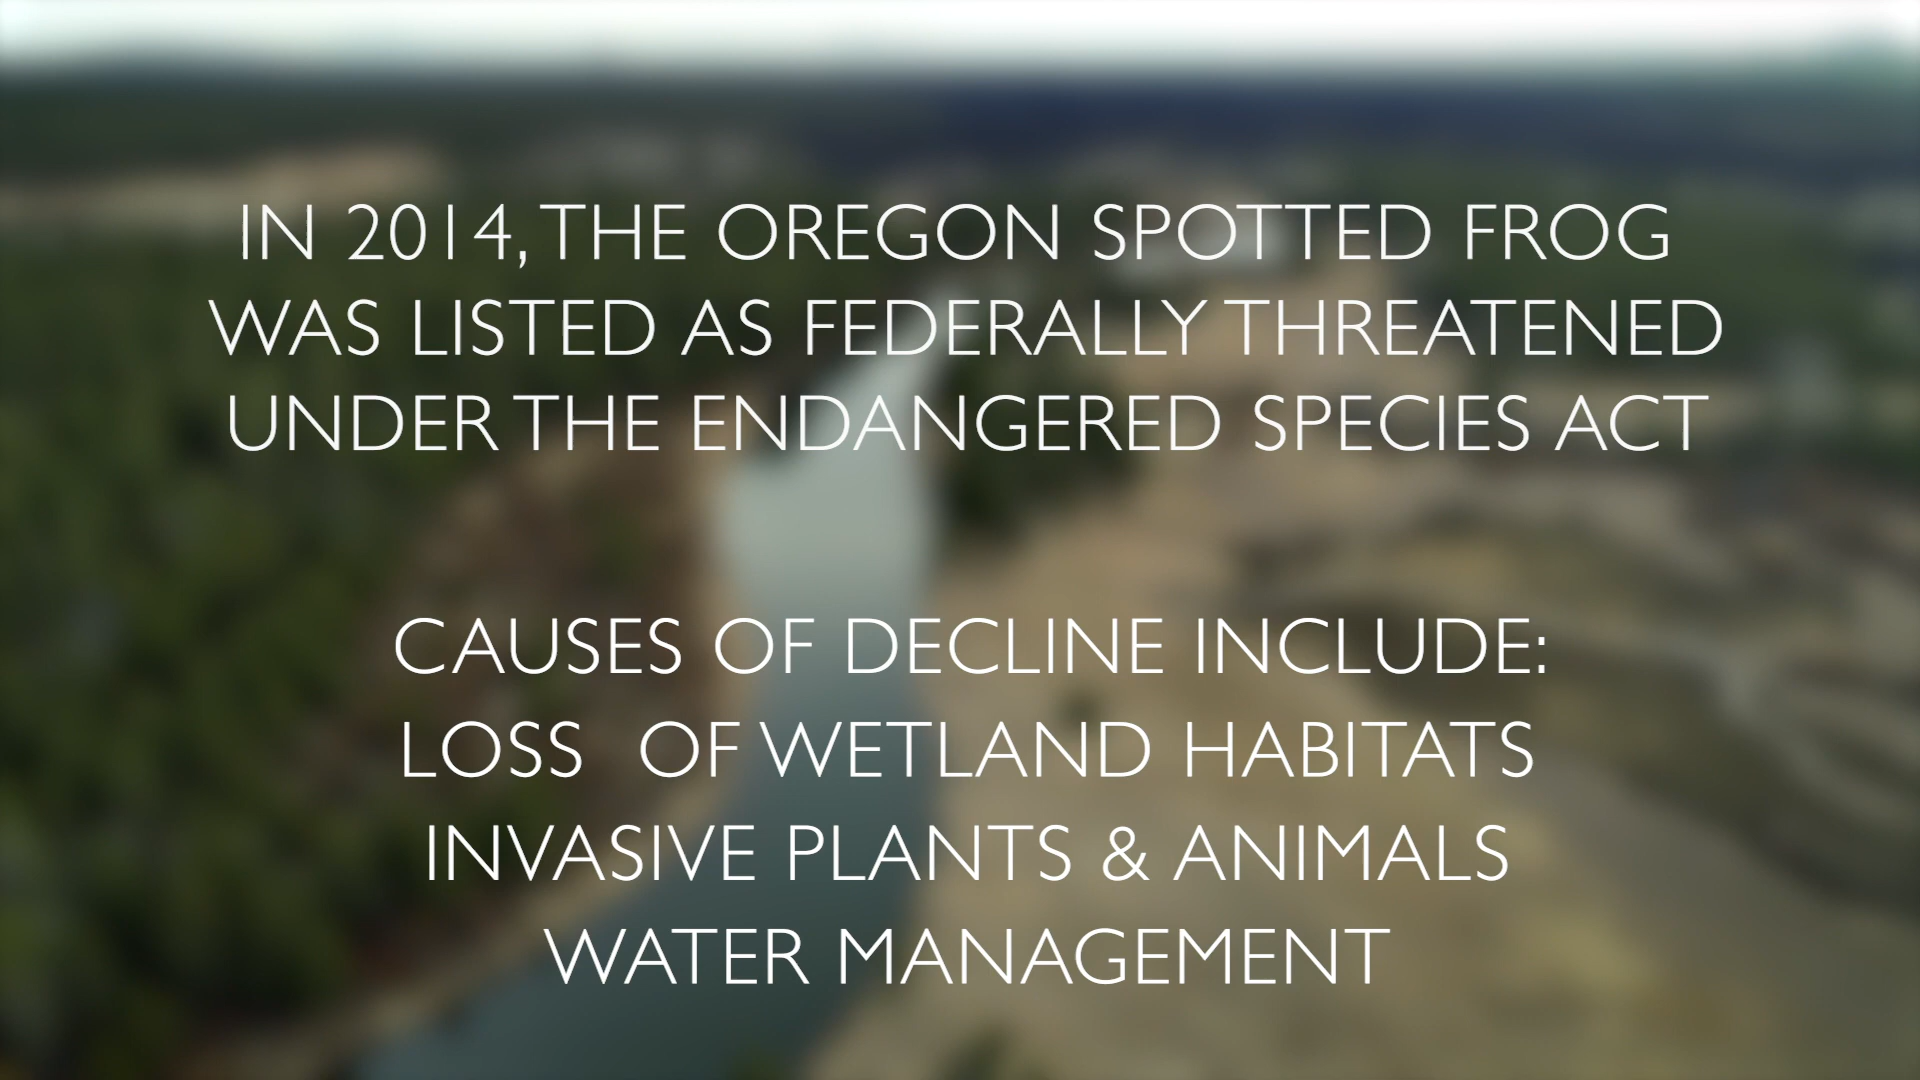 IN 2014, THE OREGON SPOTTED FROG
WAS LISTED AS FEDERALLY THREATENED
UNDER THE ENDANGERED SPECIES ACT
CAUSES OF DECLINE INCLUDE:
LOSS OF WETLAND HABITATS
INVASIVE PLANTS & ANIMALS
WATER MANAGEMENT